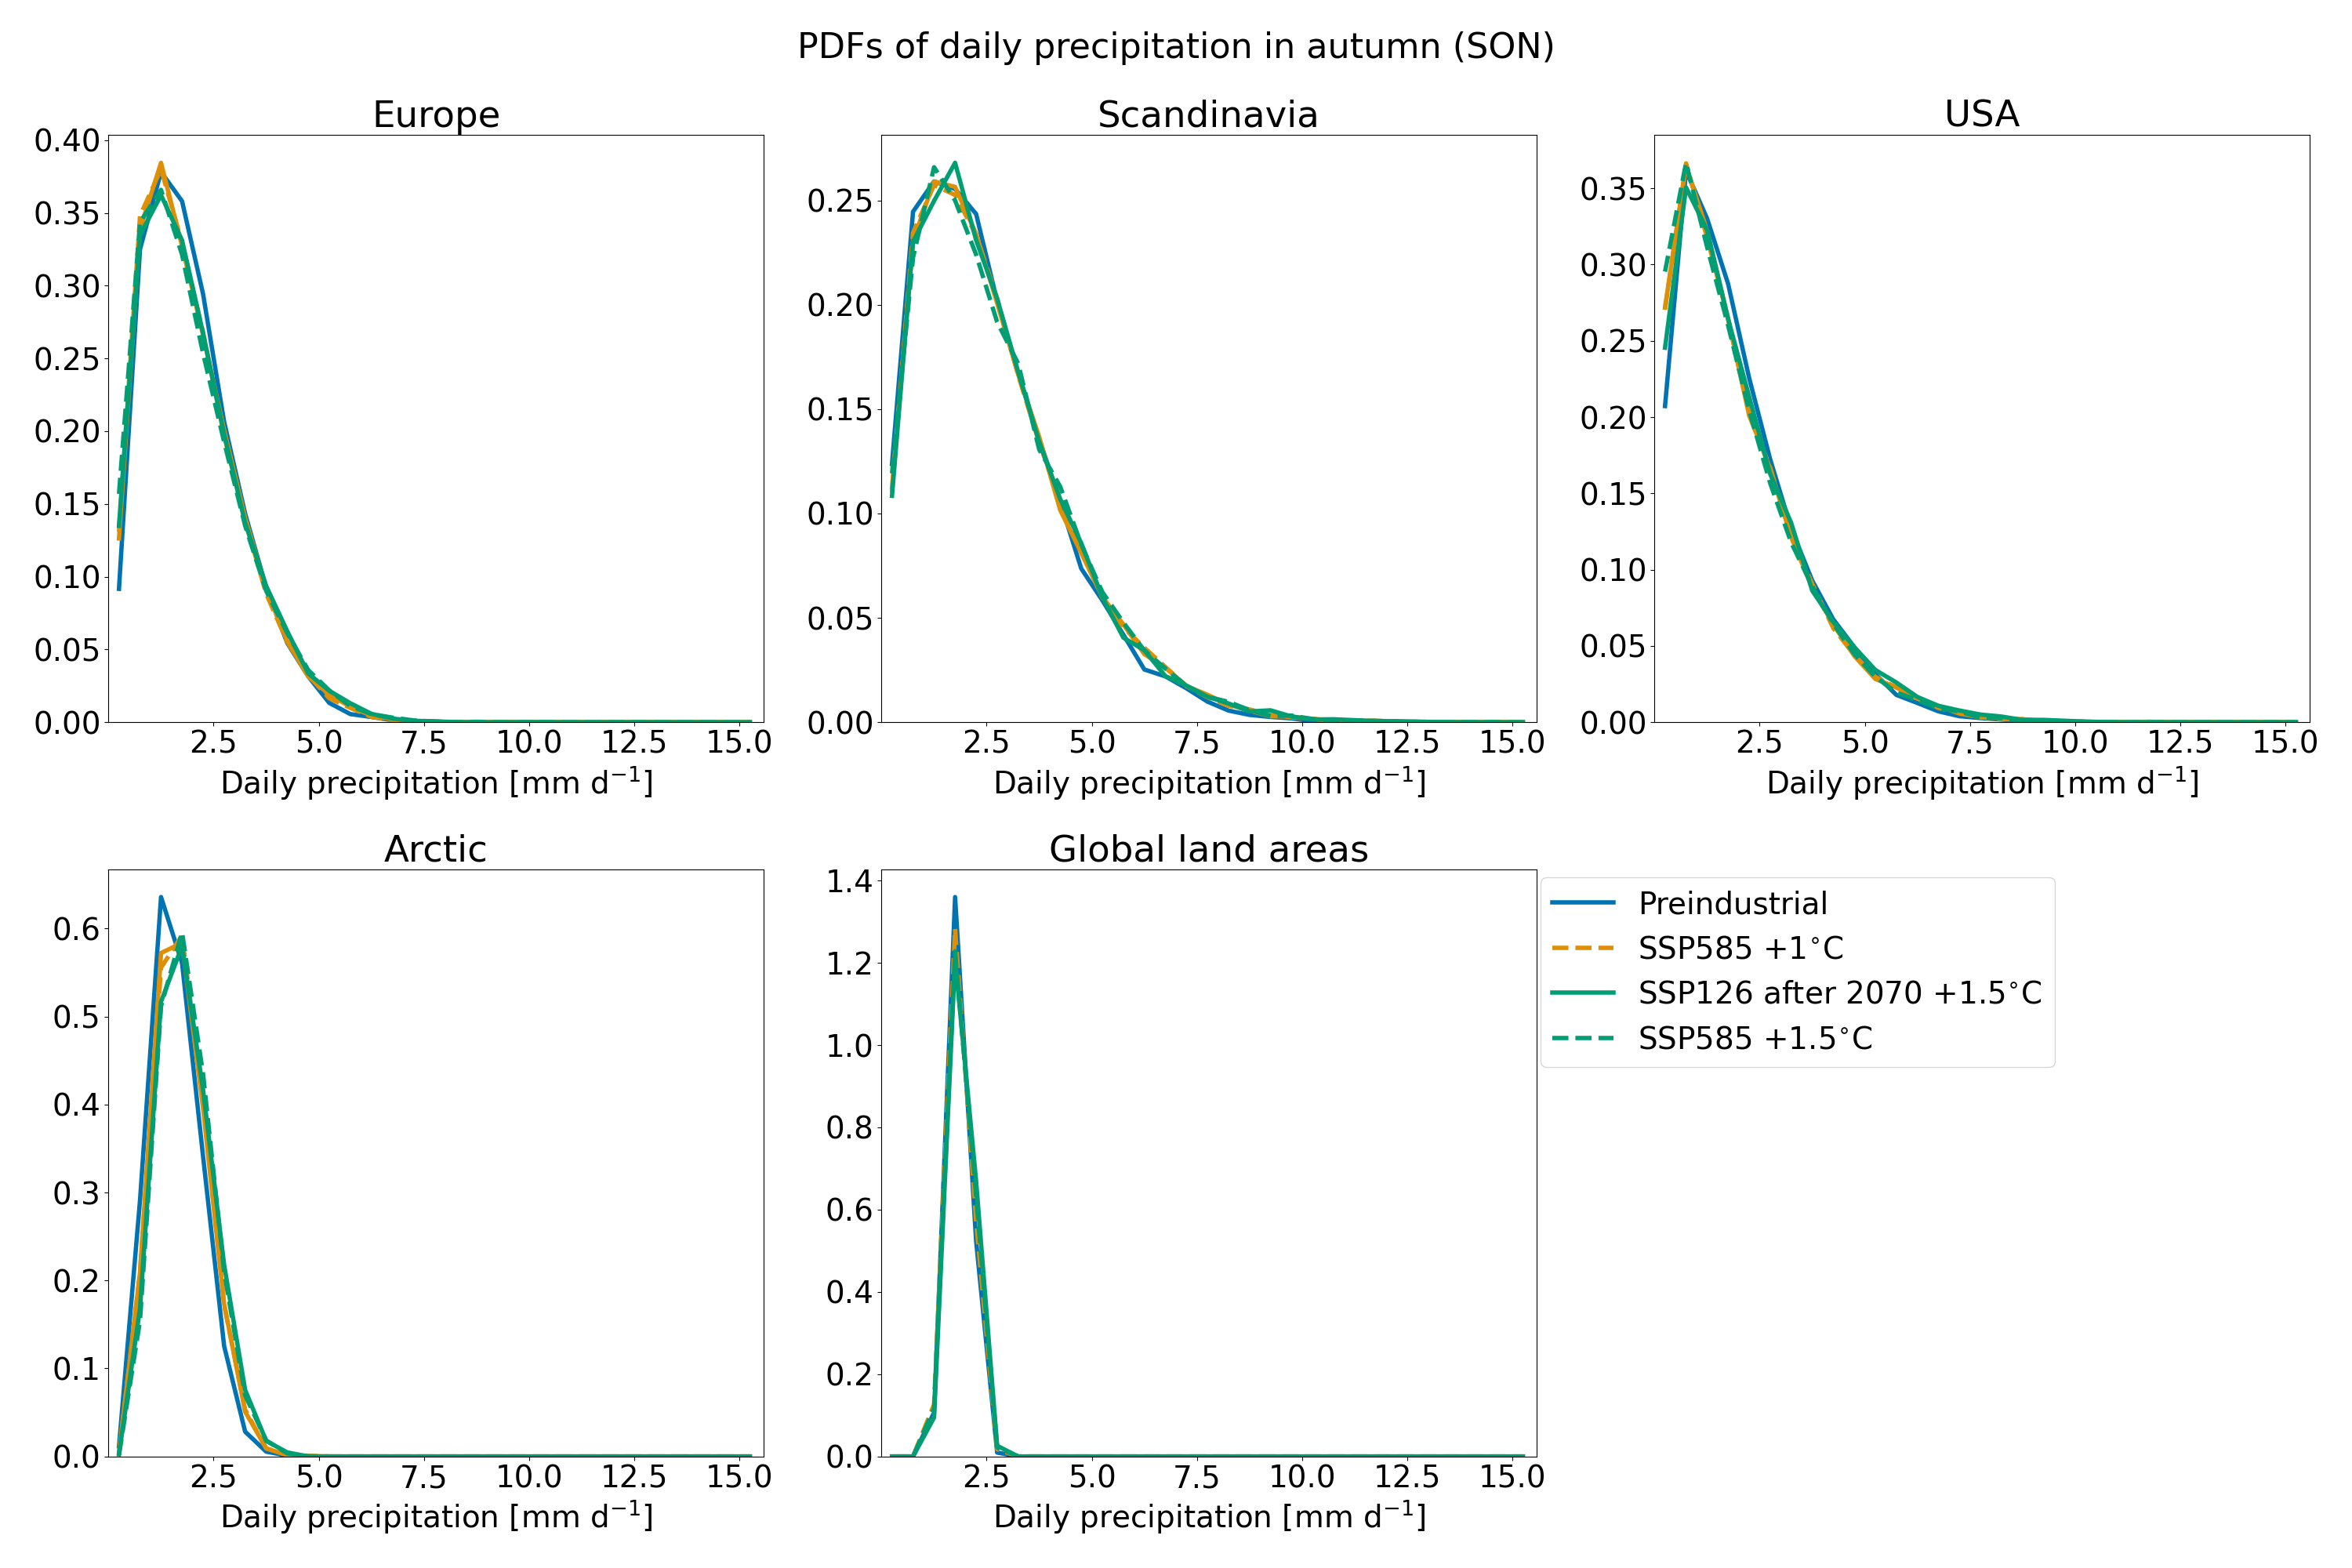 PDFs of daily precipitation in autumn (SON)
Europe
0.40
0.35
0.30
0.25
0.20
0.15
0.10
0.05
0.00
2.5 5.0 7.5 10.0 12.5 15.0
Daily precipitation [mm d⁻¹]
Scandinavia
0.25
0.20
0.15
0.10
0.05
0.00
2.5 5.0 7.5 10.0 12.5 15.0
Daily precipitation [mm d⁻¹]
USA
0.35
0.30
0.25
0.20
0.15
0.10
0.05
0.00
2.5 5.0 7.5 10.0 12.5 15.0
Daily precipitation [mm d⁻¹]
Arctic
0.6
0.5
0.4
0.3
0.2
0.1
0.0
2.5 5.0 7.5 10.0 12.5 15.0
Daily precipitation [mm d⁻¹]
Global land areas
1.4
1.2
1.0
0.8
0.6
0.4
0.2
0.0
2.5 5.0 7.5 10.0 12.5 15.0
Daily precipitation [mm d⁻¹]
Preindustrial
SSP585 +1°C
SSP126 after 2070 +1.5°C
SSP585 +1.5°C